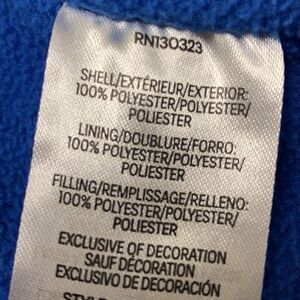 RN130323
SHELL/EXTÉRIEUR/EXTERIOR:
100% POLYESTER/POLYESTER/
POLIESTER
LINING/DOUBLURE/FORRO:
100% POLYESTER/POLYESTER/
POLIESTER
FILLING/REMPLISSAGE/RELLENO:
100% POLYESTER/POLYESTER/
POLIESTER
EXCLUSIVE OF DECORATION
SAUF DÉCORATION
EXCLUSIVO DE DECORACIÓN